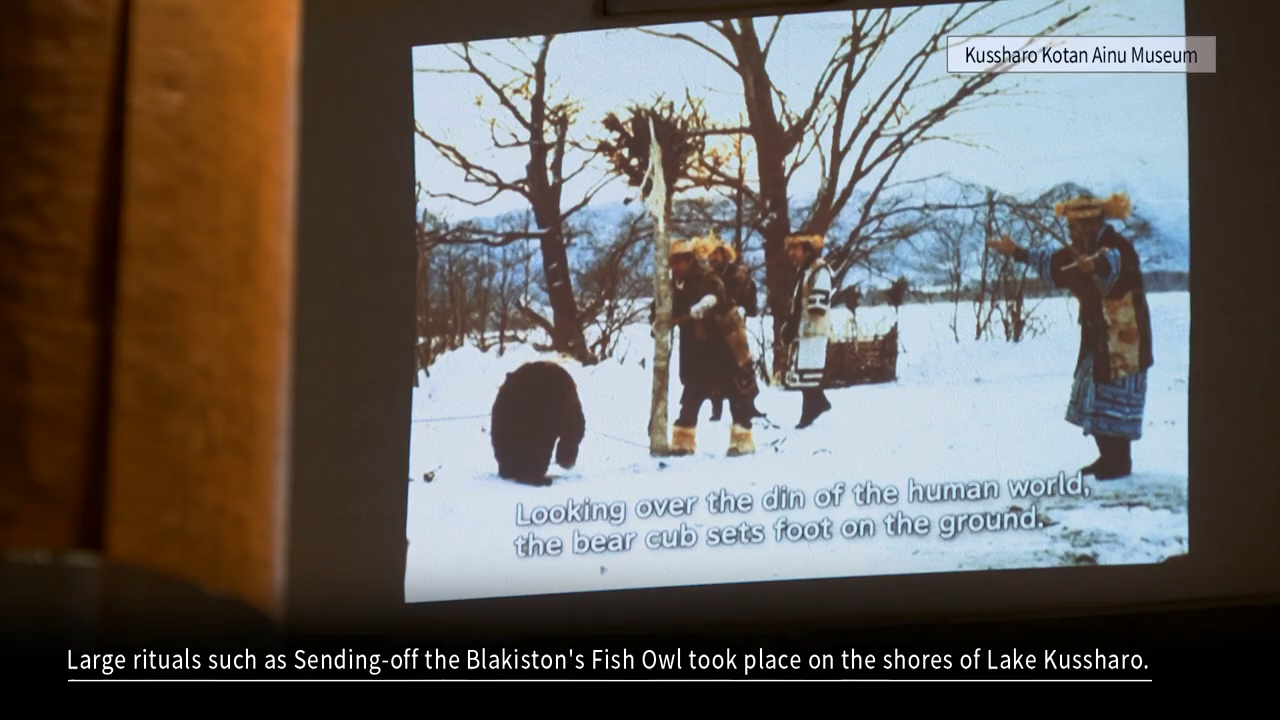 Kussharo Kotan Ainu Museum
Looking over the din of the human world,
the bear cub sets foot on the ground.
Large rituals such as Sending-off the Blakiston's Fish Owl took place on the shores of Lake Kussharo.